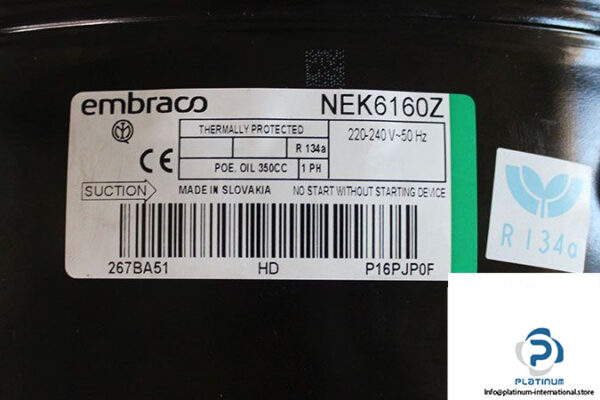 embraco NEK6160Z
THERMALLY PROTECTED
R 134a
220-240 V~50 Hz
POE. OIL 350CC 1 PH
CE
SUCTION MADE IN SLOVAKIA NO START WITHOUT STARTING DEVICE
267BA51 HD P16PJP0F
R 134a
PLATINUM
Info@platinum-international.store